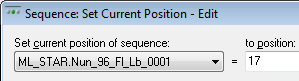 Sequence: Set Current Position - Edit
Set current position of sequence: to position:
ML_STAR.Nun_96_Fl_Lb_0001 = 17